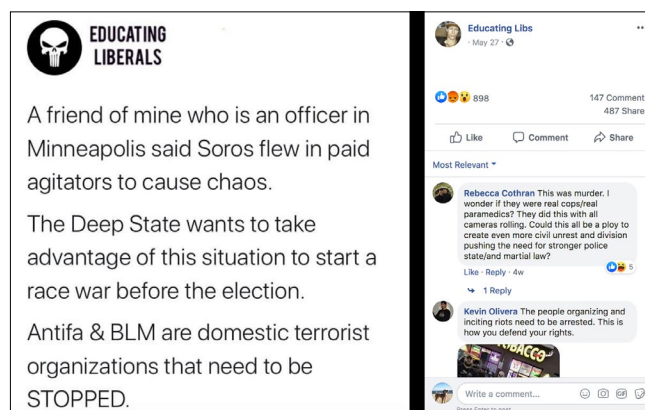 EDUCATING
LIBERALS
A friend of mine who is an officer in
Minneapolis said Soros flew in paid
agitators to cause chaos.
The Deep State wants to take
advantage of this situation to start a
race war before the election.
Antifa & BLM are domestic terrorist
organizations that need to be
STOPPED.
Educating Libs
· May 27 ·
898
147 Comment
487 Share
Like
Comment
Share
Most Relevant
Rebecca Cothran This was murder. I
wonder if they were real cops/real
paramedics? They did this with all
cameras rolling. Could this all be a ploy to
create even more civil unrest and division
pushing the need for stronger police
state/and martial law?
Like · Reply · 4w
5
1 Reply
Kevin Olivera The people organizing and
inciting riots need to be arrested. This is
how you defend your rights.
TOBACCO
Write a comment...
GIF
Press Enter to post.